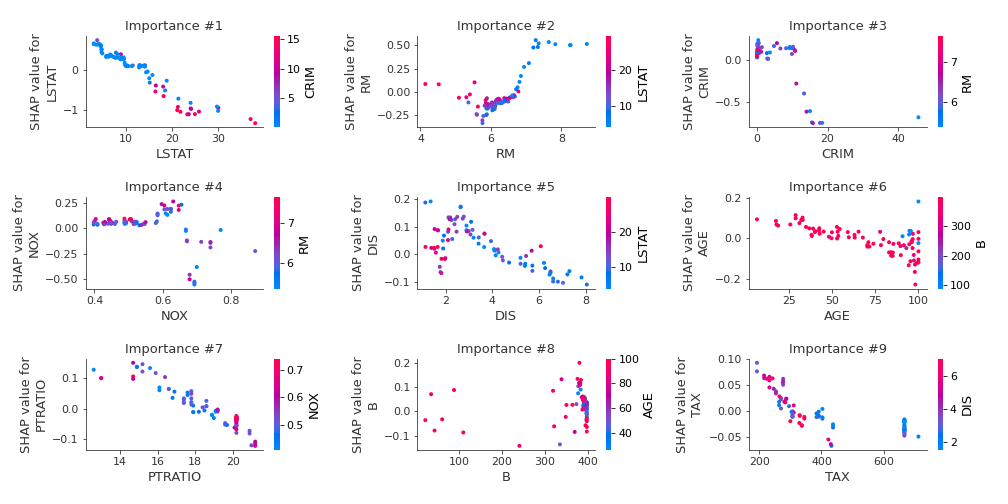 Importance #1
SHAP value for
LSTAT
0
−1
10
20
30
LSTAT
15
10
5
CRIM
Importance #2
SHAP value for
RM
0.50
0.25
0.00
−0.25
4
6
8
RM
20
10
LSTAT
Importance #3
SHAP value for
CRIM
0.0
−0.5
0
20
40
CRIM
7
6
RM
Importance #4
SHAP value for
NOX
0.25
0.00
−0.25
−0.50
0.4
0.6
0.8
NOX
7
6
RM
Importance #5
SHAP value for
DIS
0.2
0.1
0.0
−0.1
2
4
6
8
DIS
20
10
LSTAT
Importance #6
SHAP value for
AGE
0.2
0.0
−0.2
25
50
75
100
AGE
300
200
100
B
Importance #7
SHAP value for
PTRATIO
0.1
0.0
−0.1
14
16
18
20
PTRATIO
0.7
0.6
0.5
NOX
Importance #8
SHAP value for
B
0.2
0.1
0.0
−0.1
100
200
300
400
B
100
80
60
40
AGE
Importance #9
SHAP value for
TAX
0.10
0.05
0.00
−0.05
200
400
600
TAX
6
4
2
DIS